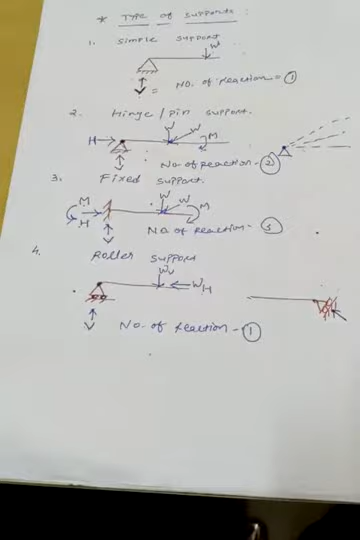 * TYPE OF SUPPORTS:
1. Simple support
W
V = NO. of Reaction = 1
2. Hinge / pin support.
H W W M
V No. of reaction - 2
3. Fixed support.
M W W M
H
V No. of Reaction - 3
4. Roller support
W WH
V No. of Reaction - 1